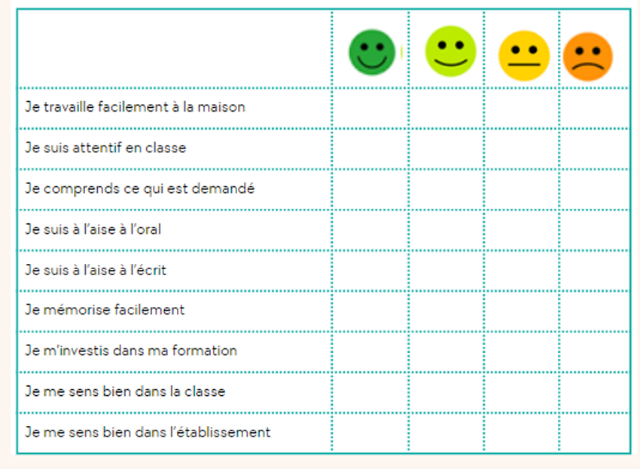 Je travaille facilement à la maison
Je suis attentif en classe
Je comprends ce qui est demandé
Je suis à l'aise à l'oral
Je suis à l'aise à l'écrit
Je mémorise facilement
Je m'investis dans ma formation
Je me sens bien dans la classe
Je me sens bien dans l'établissement